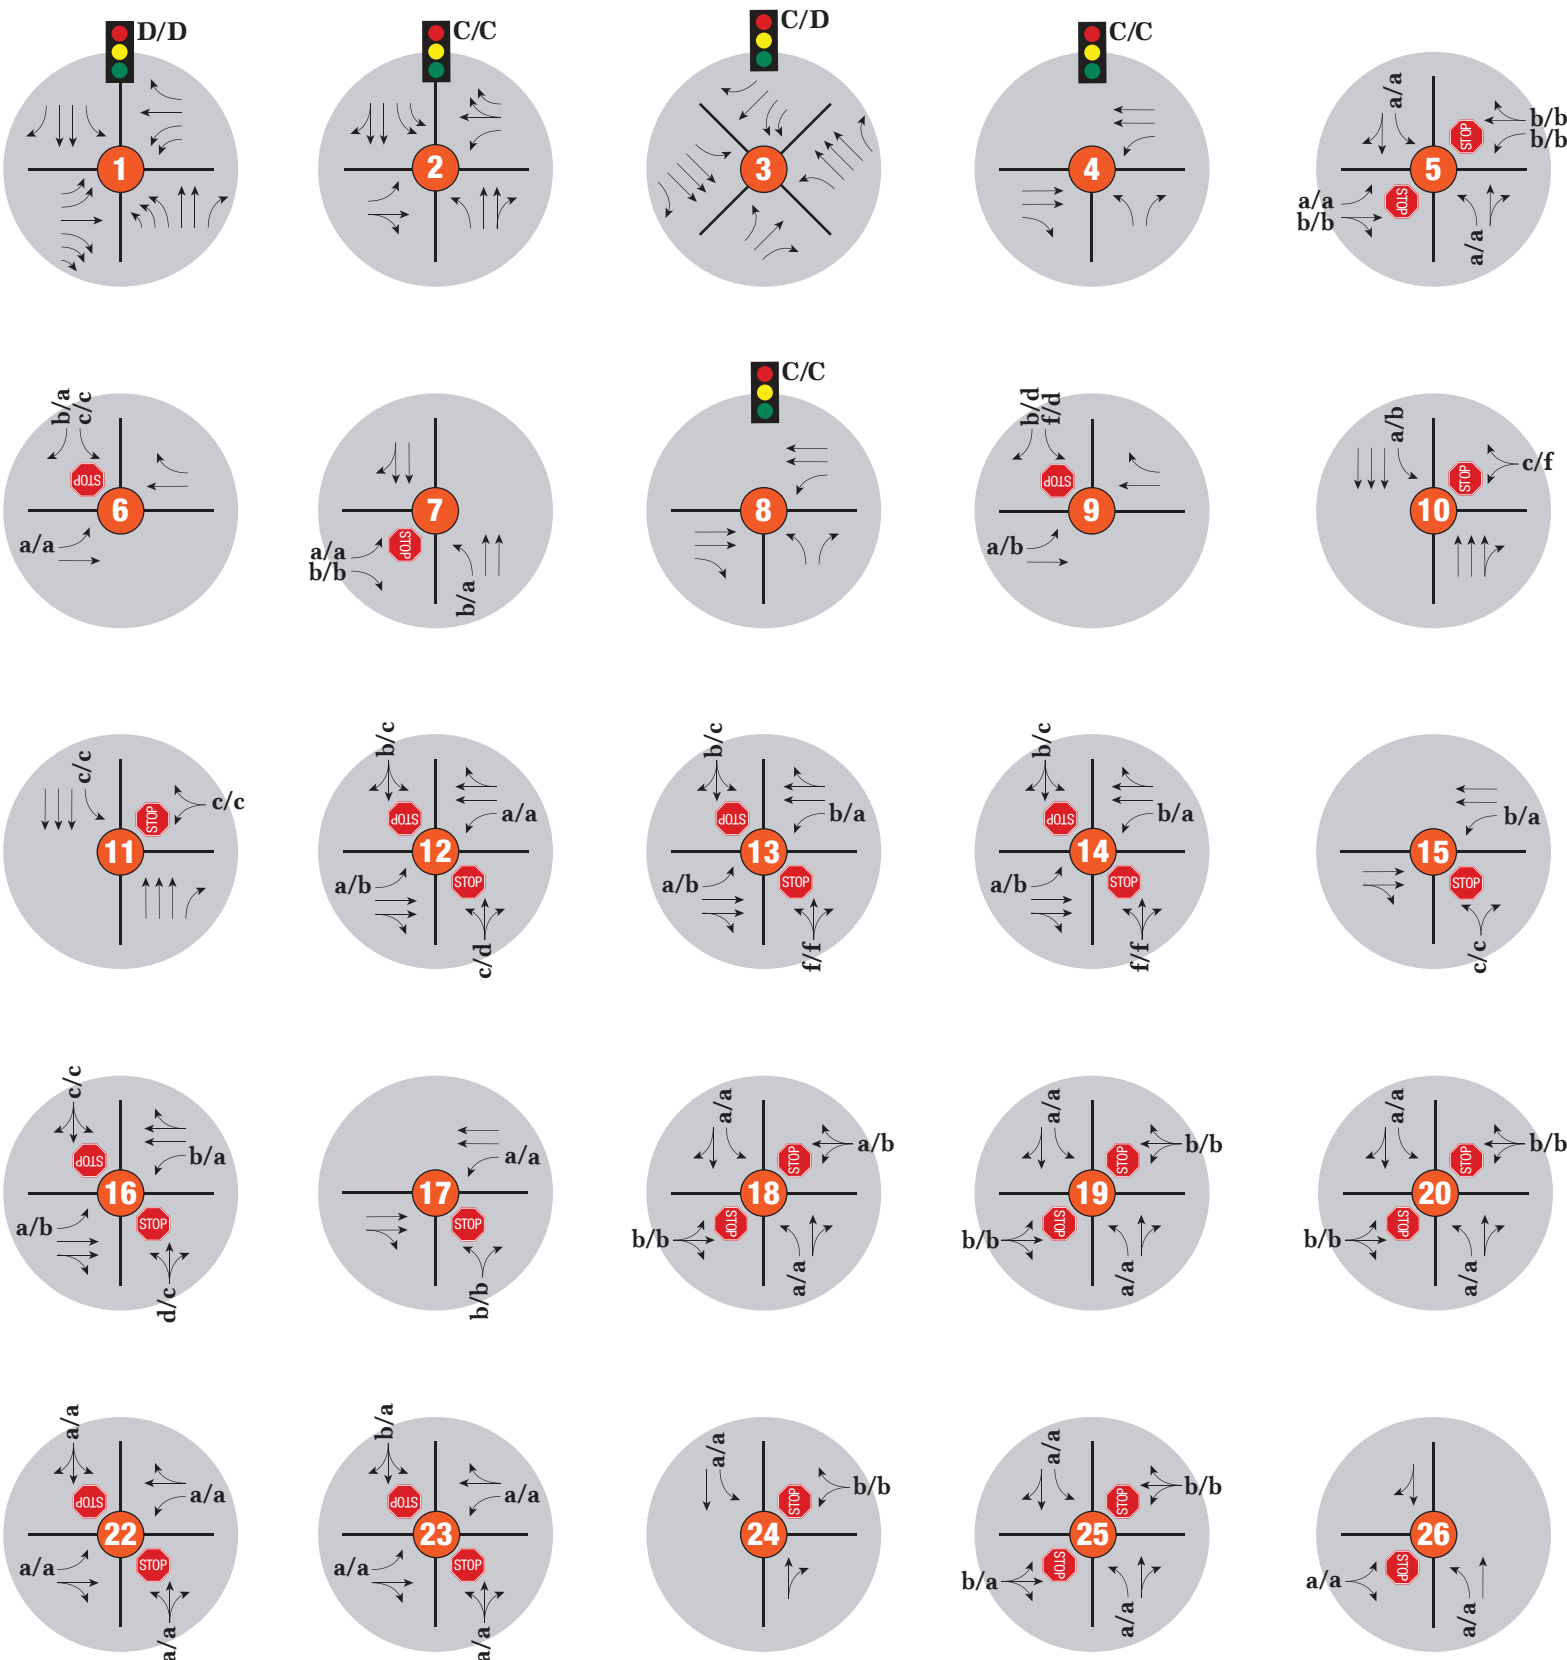 D/D
1
C/C
2
C/D
3
C/C
4
a/a
b/b
b/b
STOP
5
a/a
b/b
STOP
a/a
b/a
c/c
STOP
6
a/a
7
a/a
b/b
STOP
b/a
C/C
8
b/d
f/d
STOP
9
a/b
a/b
STOP
c/f
10
c/c
STOP
c/c
11
b/c
STOP
a/a
12
a/b
STOP
c/d
b/c
STOP
b/a
13
a/b
STOP
f/f
b/c
STOP
b/a
14
a/b
STOP
f/f
b/a
15
STOP
c/c
c/c
STOP
b/a
16
a/b
STOP
d/c
a/a
17
STOP
b/b
a/a
STOP
a/b
18
b/b
STOP
a/a
a/a
STOP
b/b
19
b/b
STOP
a/a
a/a
STOP
b/b
20
b/b
STOP
a/a
a/a
STOP
a/a
22
a/a
STOP
a/a
b/a
STOP
a/a
23
a/a
STOP
a/a
a/a
STOP
b/b
24
a/a
STOP
b/b
25
b/a
STOP
a/a
26
a/a
STOP
a/a